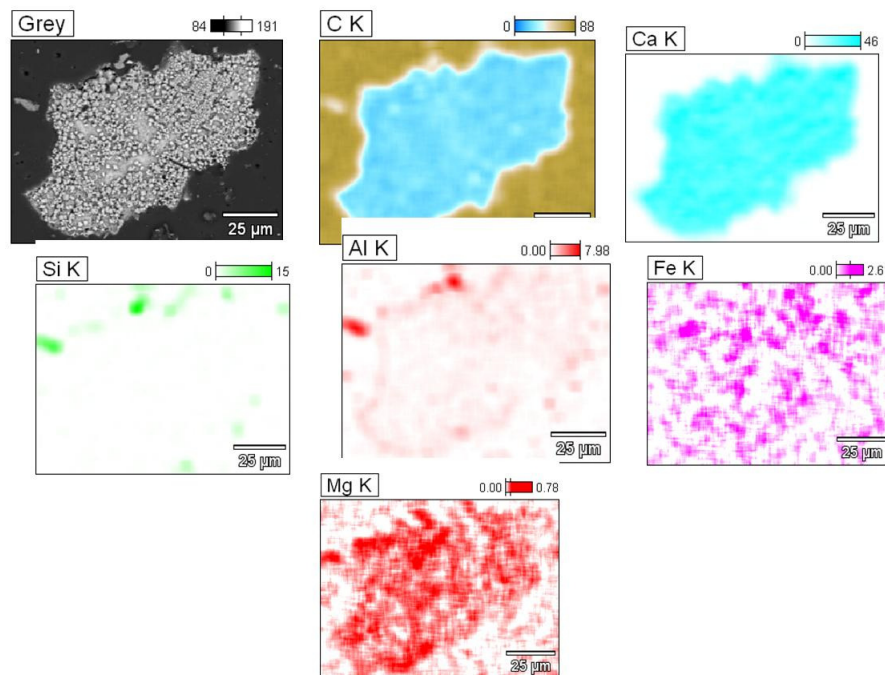 Grey 84 191
25 µm
C K 0 88
Ca K 0 46
25 µm
Si K 0 15
25 µm
Al K 0.00 7.98
25 µm
Fe K 0.00 2.6
25 µm
Mg K 0.00 0.78
25 µm